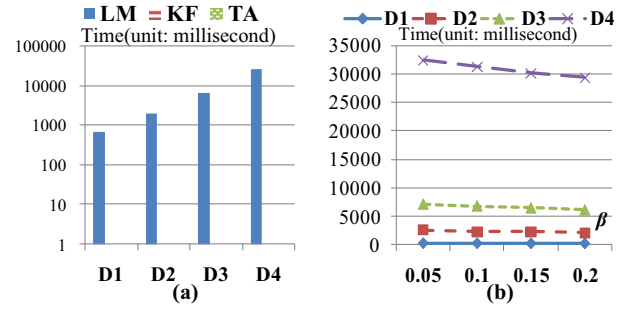 LM KF TA
Time(unit: millisecond)
100000
10000
1000
100
10
1
D1 D2 D3 D4
(a)
D1 D2 D3 D4
Time(unit: millisecond)
35000
30000
25000
20000
15000
10000
5000
0
β
0.05 0.1 0.15 0.2
(b)